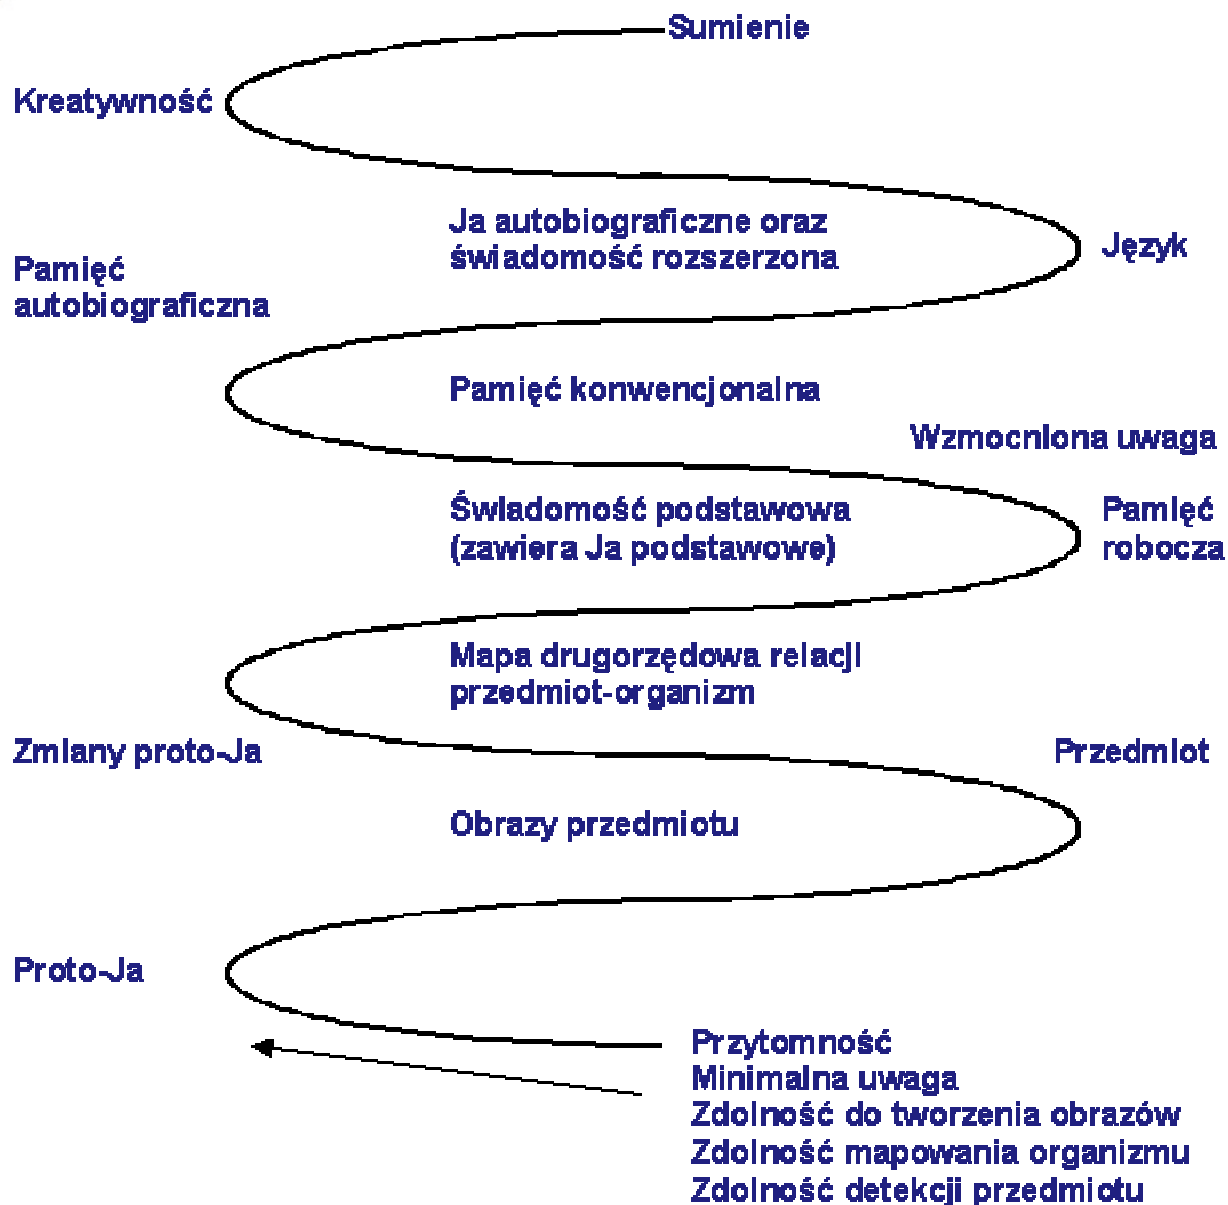 Sumienie
Kreatywność
Ja autobiograficzne oraz
świadomość rozszerzona
Język
Pamięć
autobiograficzna
Pamięć konwencjonalna
Wzmocniona uwaga
Świadomość podstawowa
(zawiera Ja podstawowe)
Pamięć
robocza
Mapa drugorzędowa relacji
przedmiot-organizm
Zmiany proto-Ja
Przedmiot
Obrazy przedmiotu
Proto-Ja
Przytomność
Minimalna uwaga
Zdolność do tworzenia obrazów
Zdolność mapowania organizmu
Zdolność detekcji przedmiotu